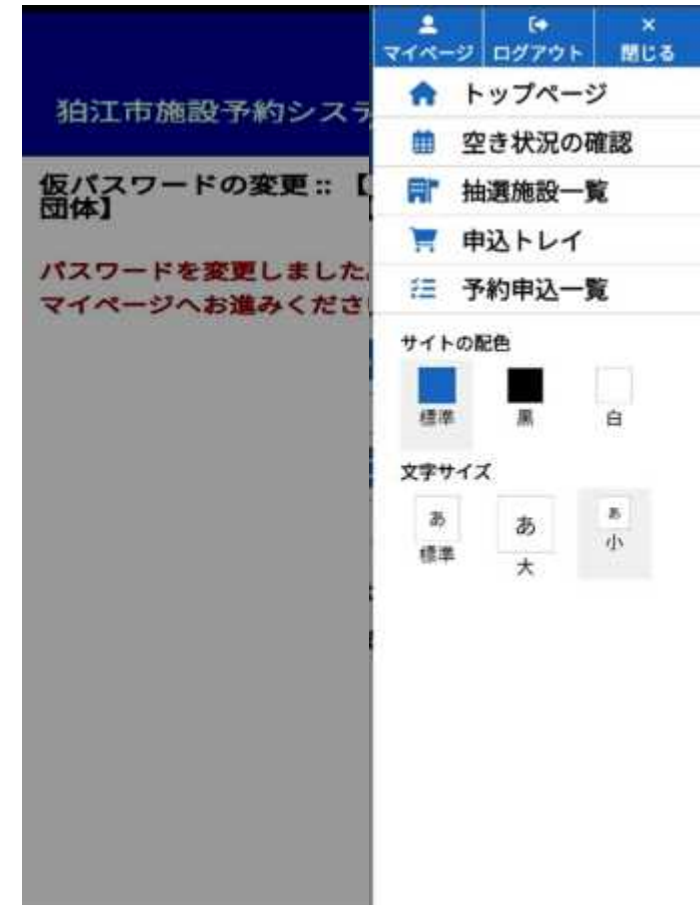 マイページ ログアウト 閉じる
トップページ
空き状況の確認
抽選施設一覧
申込トレイ
予約申込一覧
サイトの配色
標準 黒 白
文字サイズ
あ あ あ
標準 大 小
狛江市施設予約システ
仮パスワードの変更::【
団体】
パスワードを変更しました
マイページへお進みくださ